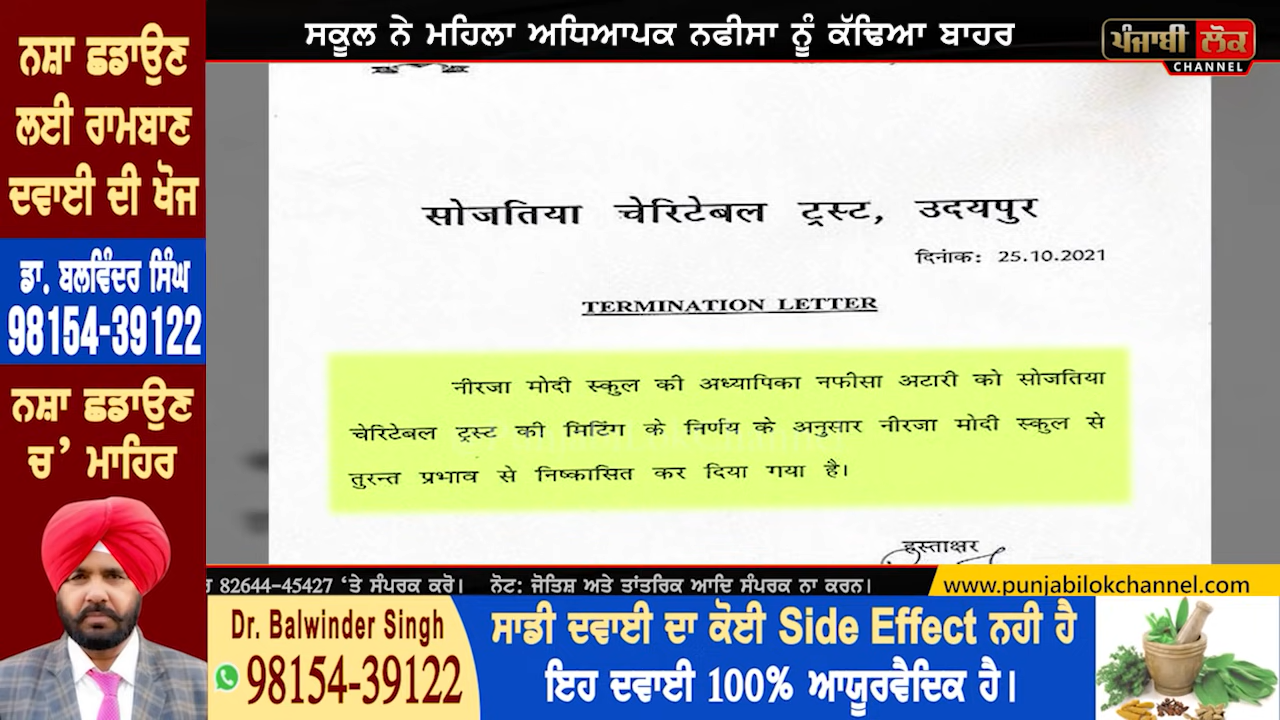 ਸਕੂਲ ਨੇ ਮਹਿਲਾ ਅਧਿਆਪਕ ਨਫੀਸਾ ਨੂੰ ਕੱਢਿਆ ਬਾਹਰ
ਪੰਜਾਬੀ ਲੋਕ
CHANNEL
ਨਸ਼ਾ ਛਡਾਉਣ
ਲਈ ਰਾਮਬਾਣ
ਦਵਾਈ ਦੀ ਖੋਜ
ਡਾ. ਬਲਵਿੰਦਰ ਸਿੰਘ
98154-39122
ਨਸ਼ਾ ਛਡਾਉਣ
ਚ' ਮਾਹਿਰ
सोजतिया चेरिटेबल ट्रस्ट, उदयपुर
दिनांक: 25.10.2021
TERMINATION LETTER
नीरजा मोदी स्कुल की अध्यापिका नफीसा अटारी को सोजतिया
चेरिटेबल ट्रस्ट की मिटिंग के निर्णय के अनुसार नीरजा मोदी स्कुल से
तुरन्त प्रभाव से निष्कासित कर दिया गया है।
हस्ताक्षर
82644-45427 'ਤੇ ਸੰਪਰਕ ਕਰੋ। ਨੋਟ: ਜੋਤਿਸ਼ ਅਤੇ ਤਾਂਤਰਿਕ ਆਦਿ ਸੰਪਰਕ ਨਾ ਕਰਨ।
www.punjabilokchannel.com
Dr. Balwinder Singh
98154-39122
ਸਾਡੀ ਦਵਾਈ ਦਾ ਕੋਈ Side Effect ਨਹੀ ਹੈ
ਇਹ ਦਵਾਈ 100% ਆਯੂਰਵੈਦਿਕ ਹੈ।